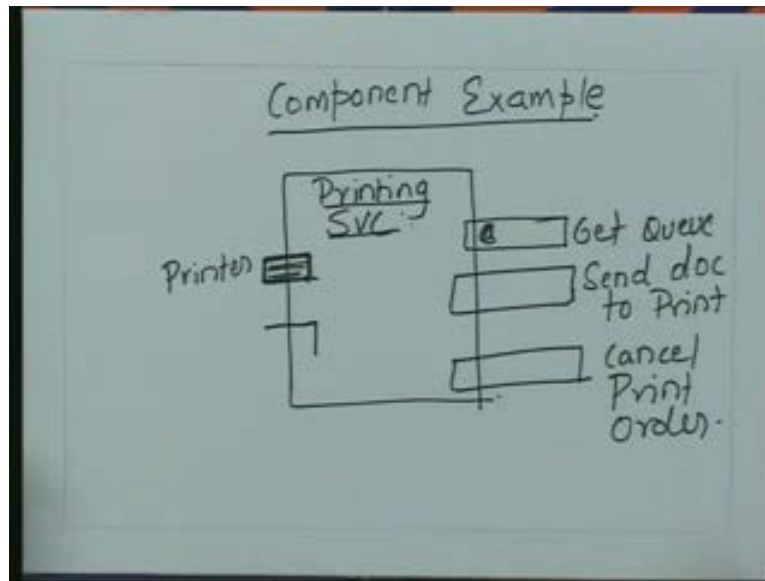 Component Example
Printing
SVC.
Printer
Get Queue
Send doc
to Print
Cancel
Print
Order.